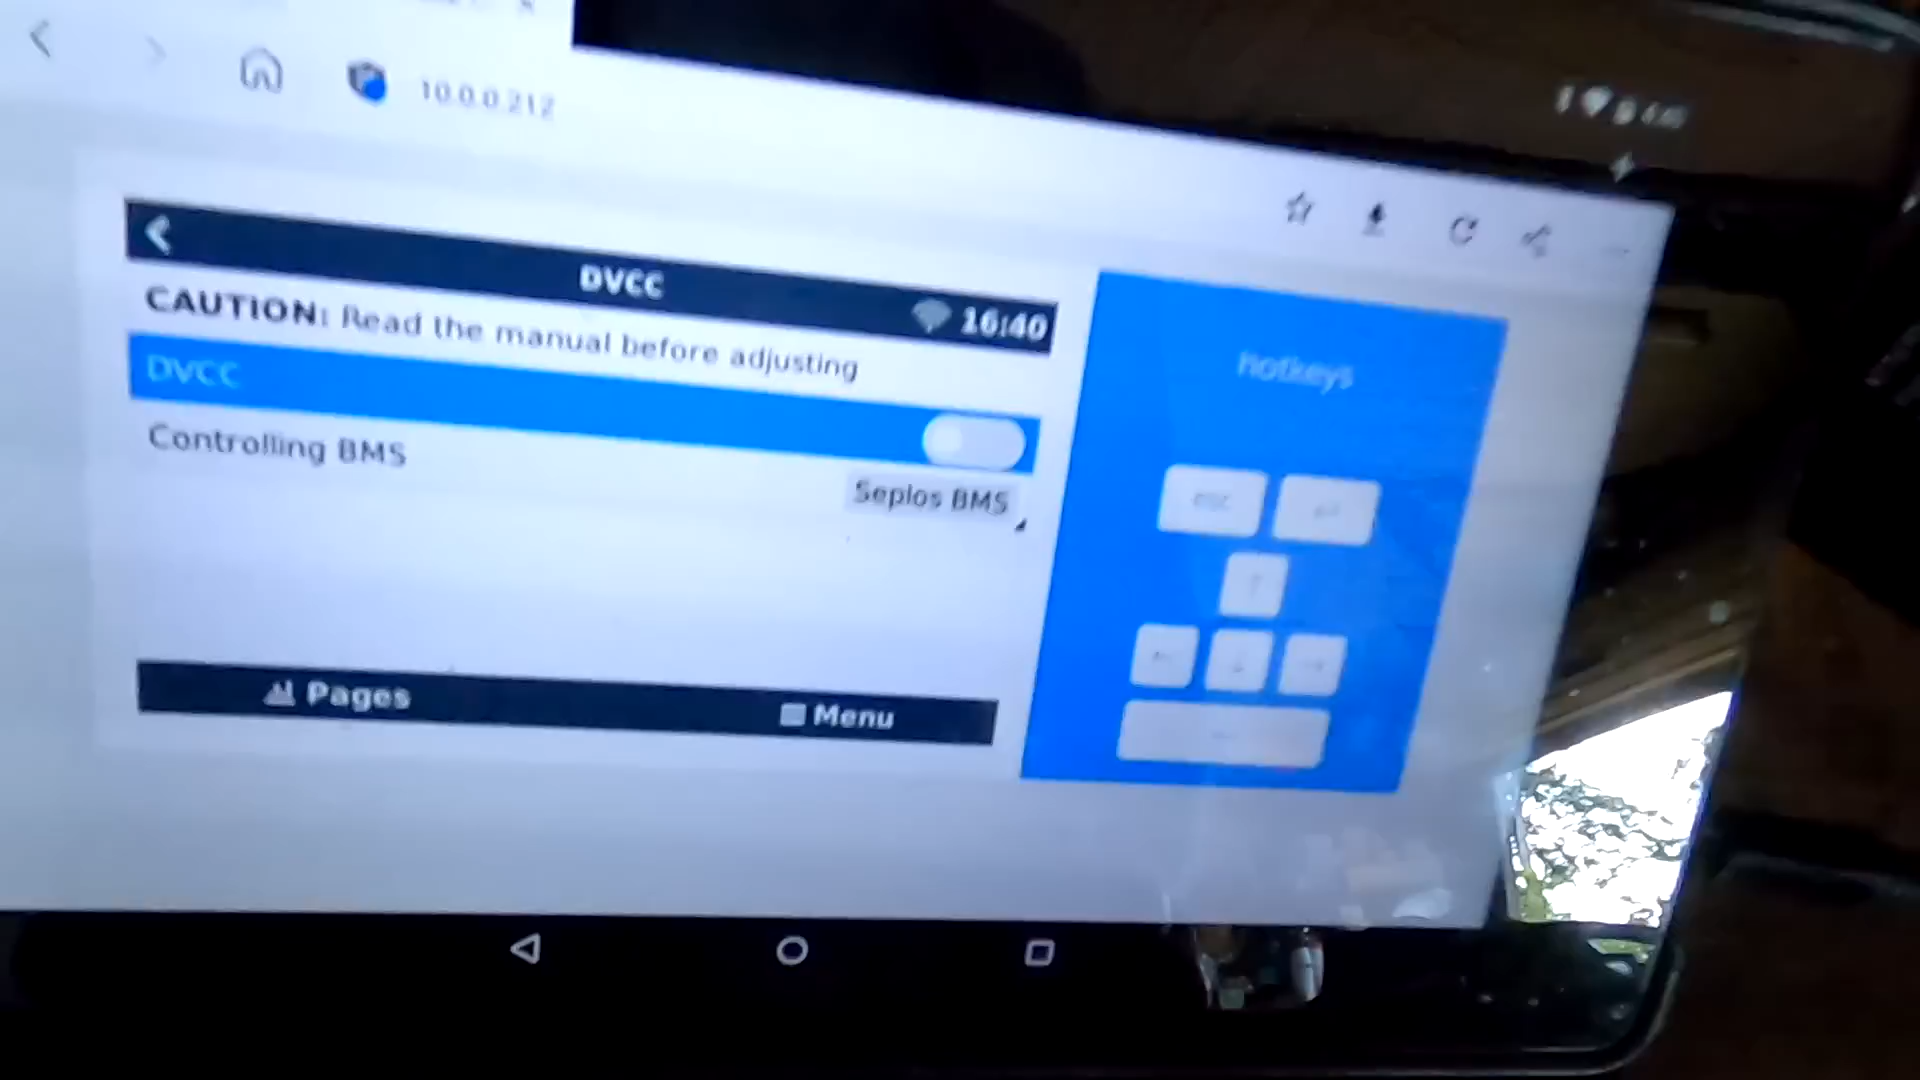 10.0.0.212
DVCC
16:40
CAUTION: Read the manual before adjusting
DVCC
Controlling BMS
Seplos BMS
Pages
Menu
hotkeys
esc